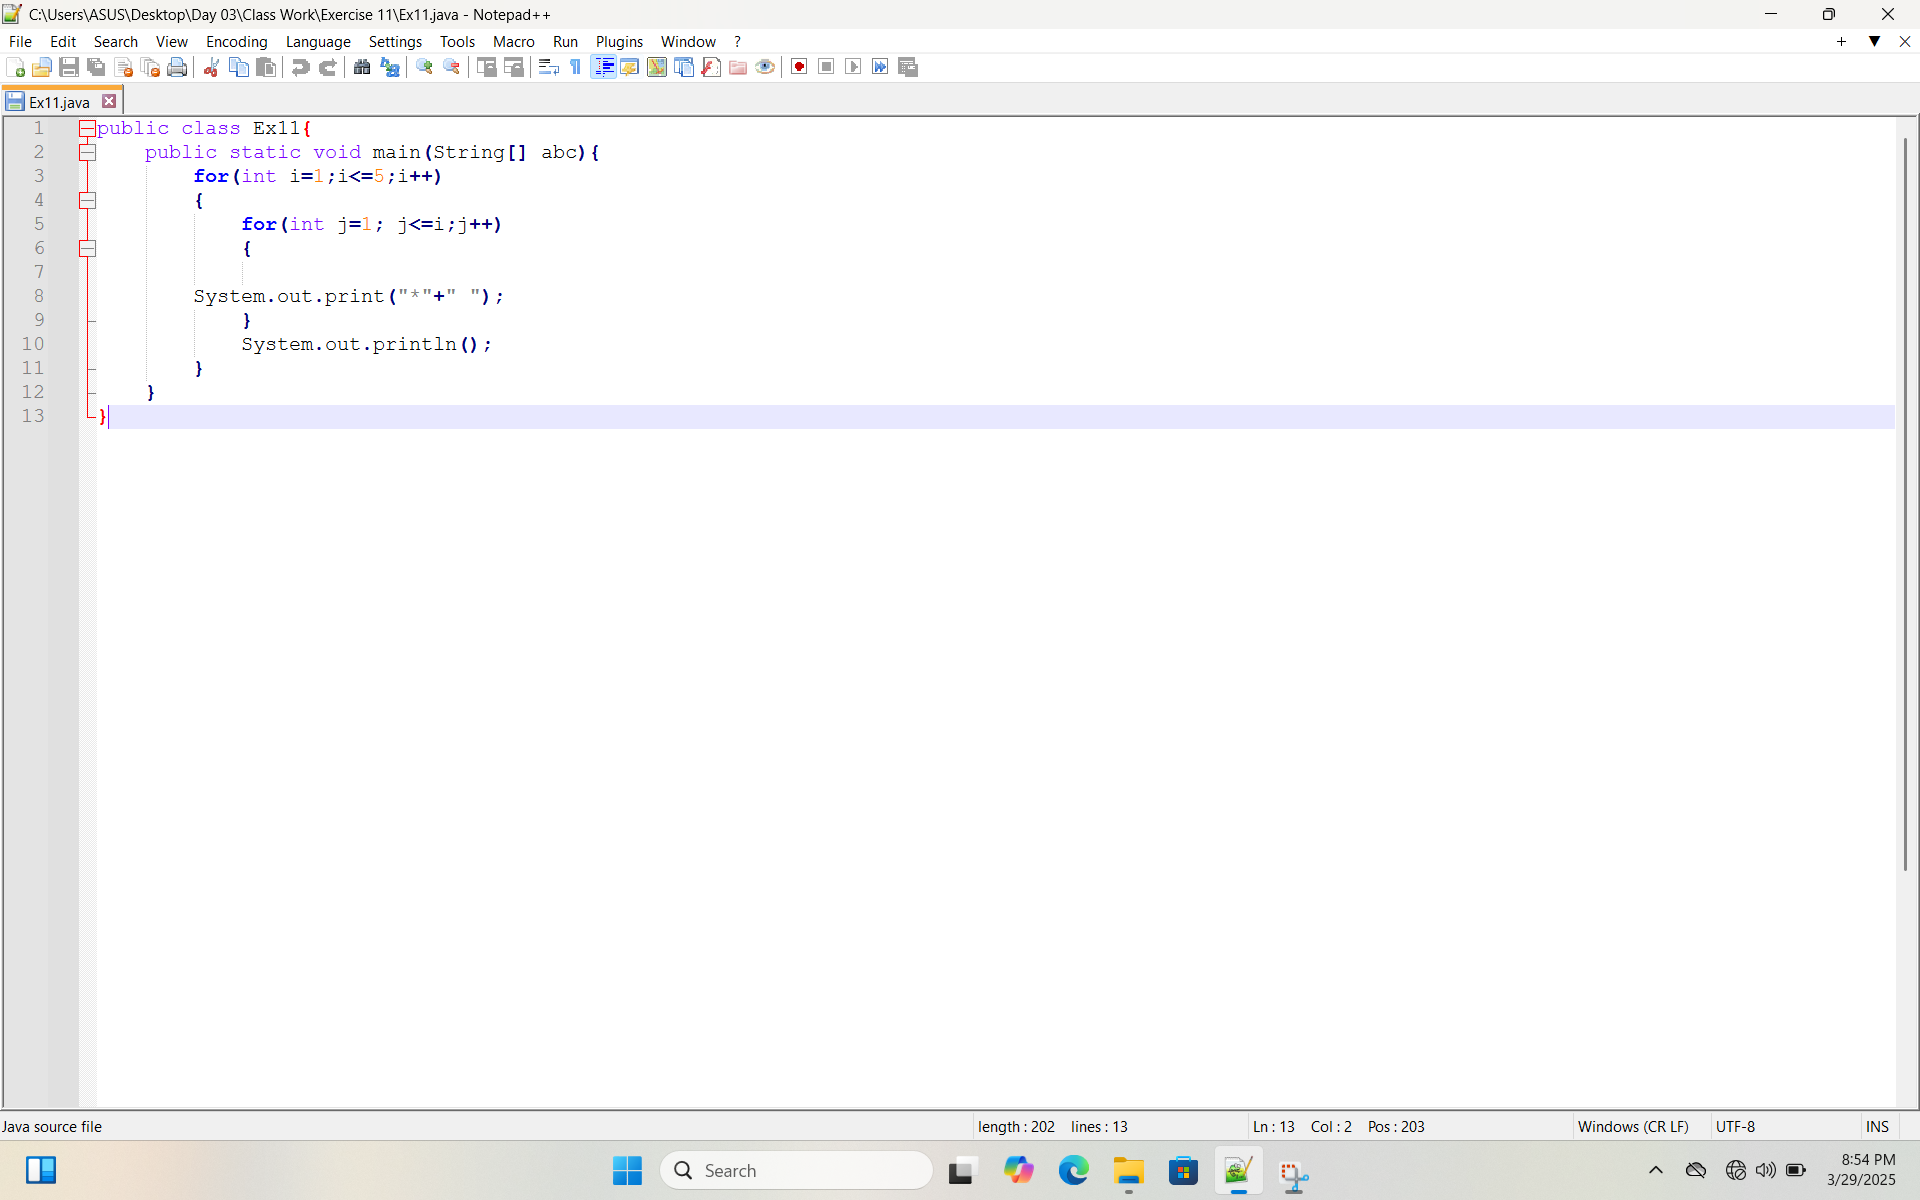 C:\Users\ASUS\Desktop\Day 03\Class Work\Exercise 11\Ex11.java - Notepad++
File Edit Search View Encoding Language Settings Tools Macro Run Plugins Window ?
Ex11.java
1 public class Ex11{
2     public static void main(String[] abc){
3         for(int i=1;i<=5;i++)
4         {
5             for(int j=1; j<=i;j++)
6             {
7
8         System.out.print("*"+" ");
9             }
10             System.out.println();
11         }
12     }
13 }
Java source file length : 202 lines : 13 Ln : 13 Col : 2 Pos : 203 Windows (CR LF) UTF-8 INS
Search
8:54 PM
3/29/2025